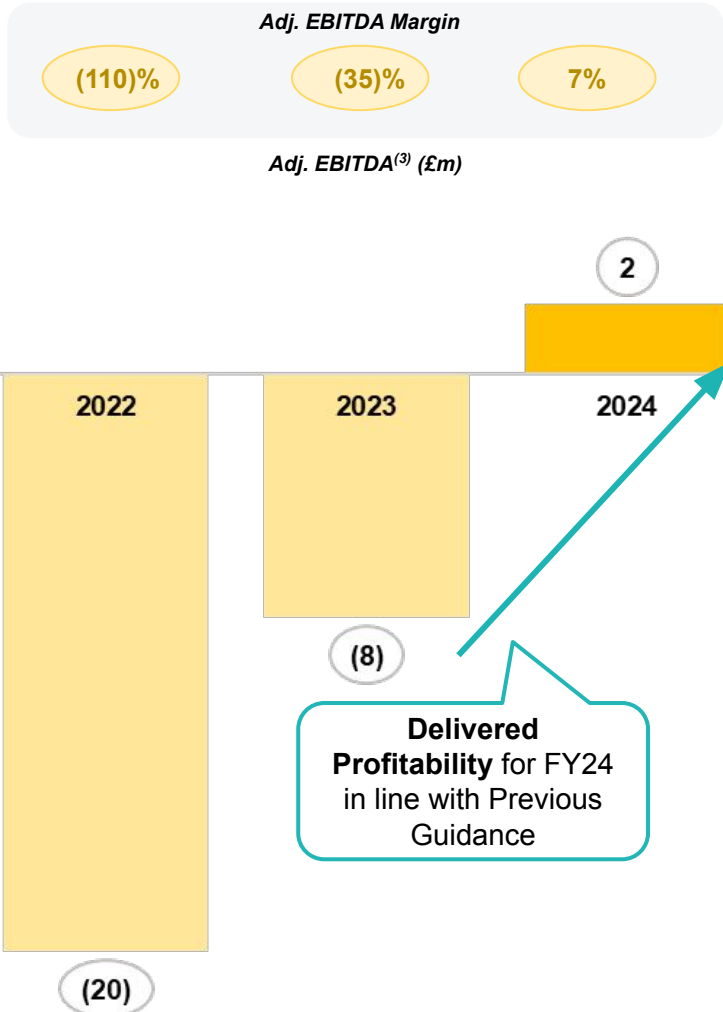 Adj. EBITDA Margin
(110)%
(35)%
7%
Adj. EBITDA(3) (£m)
2
2022
2023
2024
(8)
Delivered
Profitability for FY24
in line with Previous
Guidance
(20)